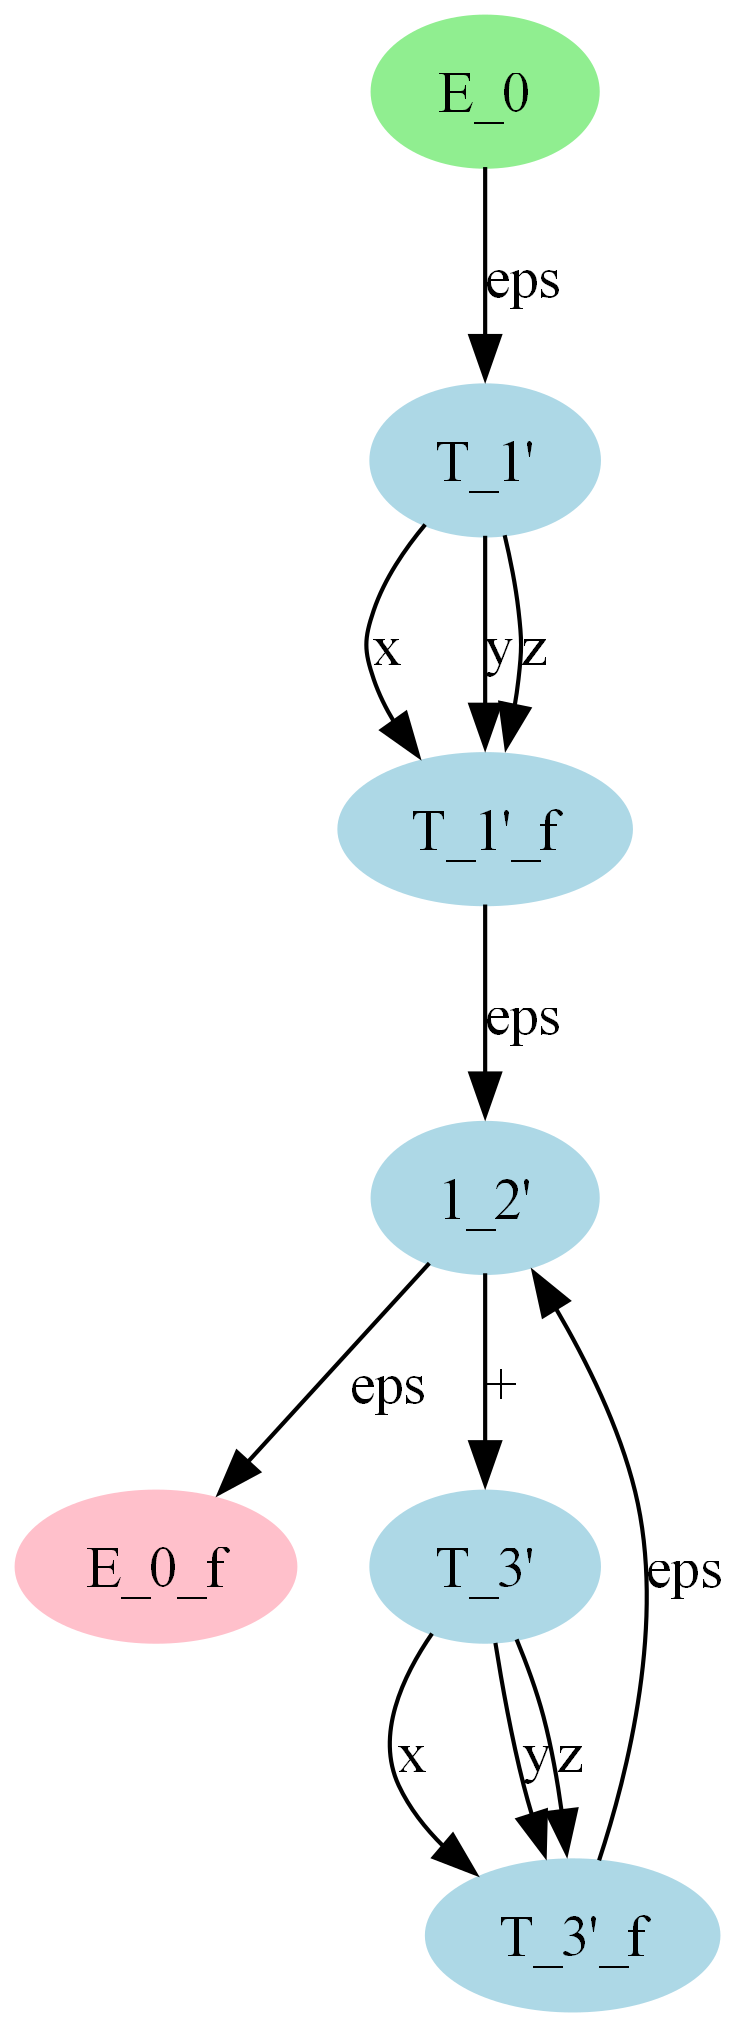 E_0
eps
T_1'
x
y
z
T_1'_f
eps
1_2'
eps
+
E_0_f
T_3'
eps
x
y
z
T_3'_f